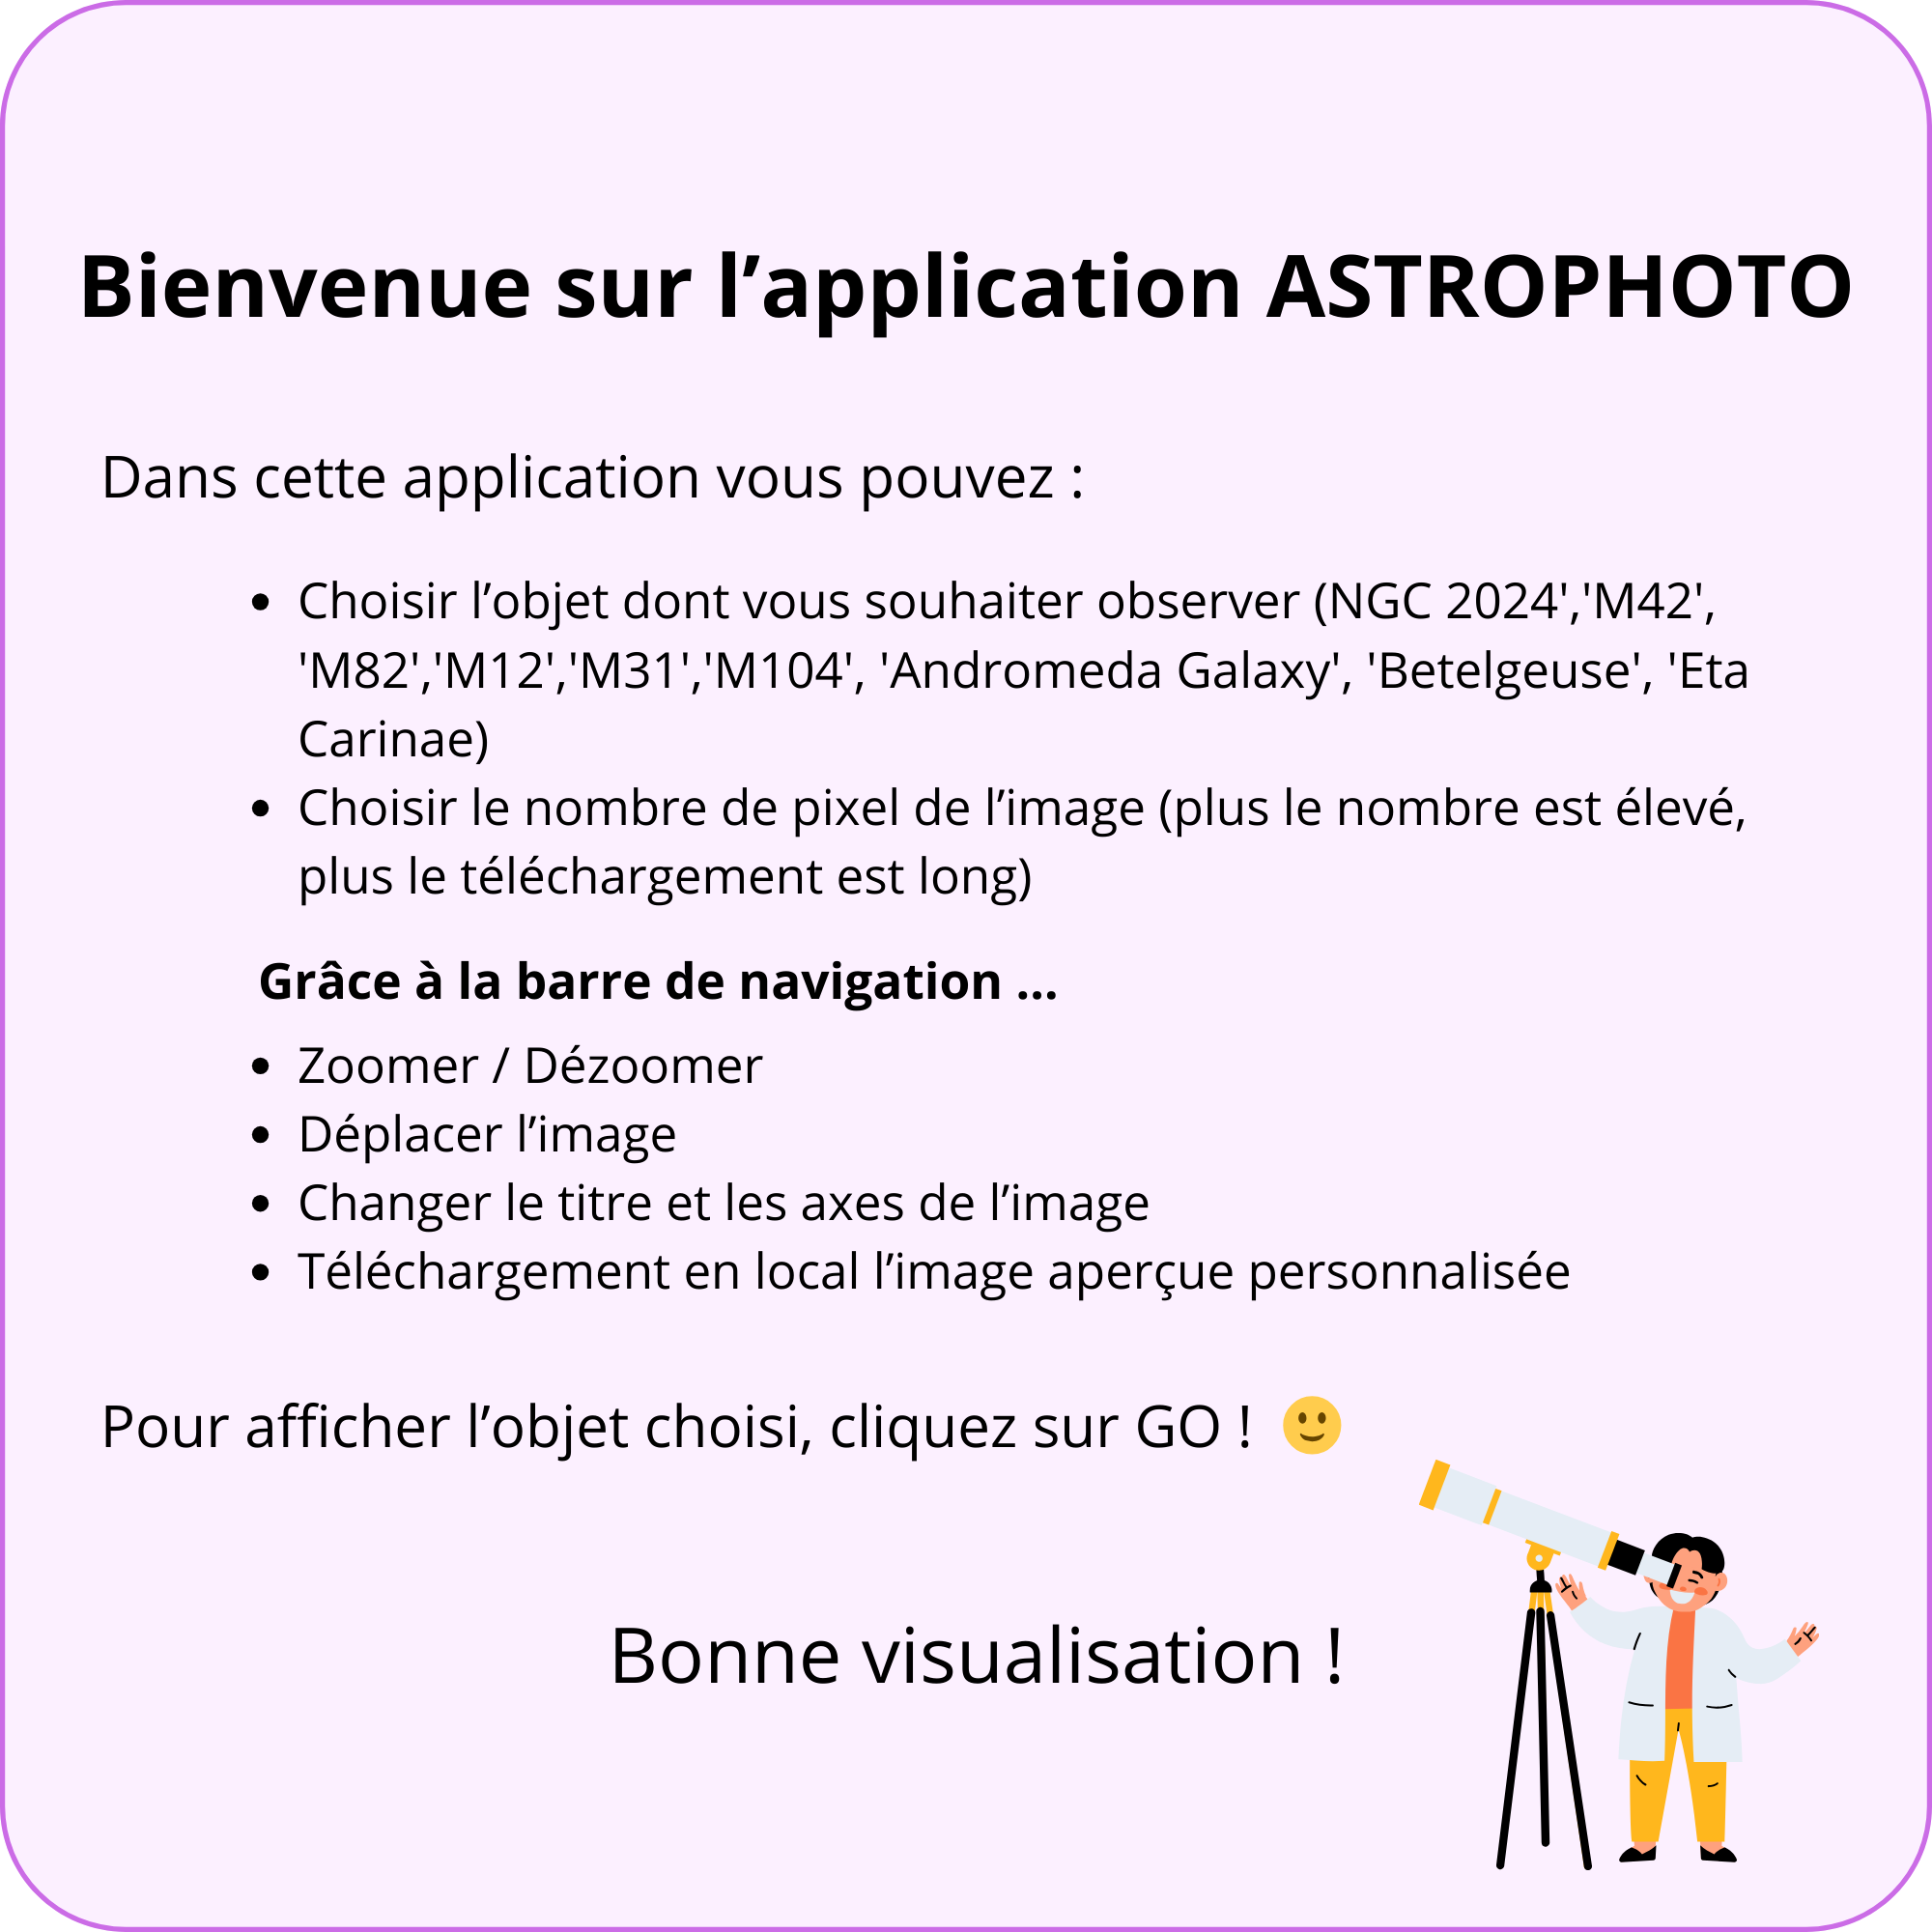 Bienvenue sur l’application ASTROPHOTO
Dans cette application vous pouvez :
• Choisir l’objet dont vous souhaiter observer (NGC 2024','M42',
'M82','M12','M31','M104', 'Andromeda Galaxy', 'Betelgeuse', 'Eta
Carinae)
• Choisir le nombre de pixel de l’image (plus le nombre est élevé,
plus le téléchargement est long)
Grâce à la barre de navigation ...
• Zoomer / Dézoomer
• Déplacer l’image
• Changer le titre et les axes de l’image
• Téléchargement en local l’image aperçue personnalisée
Pour afficher l’objet choisi, cliquez sur GO ! 🙂
Bonne visualisation !